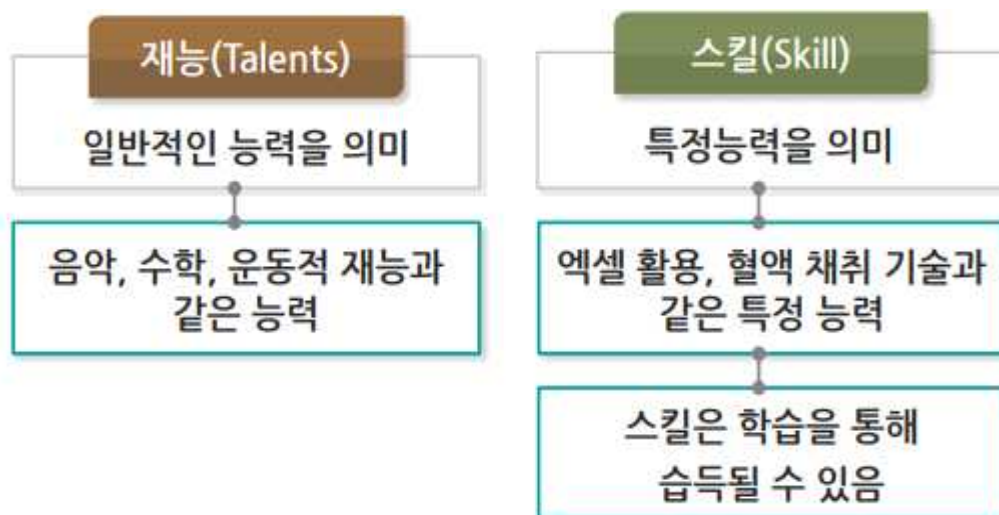 재능(Talents)
일반적인 능력을 의미
음악, 수학, 운동적 재능과
같은 능력
스킬(Skill)
특정능력을 의미
엑셀 활용, 혈액 채취 기술과
같은 특정 능력
스킬은 학습을 통해
습득될 수 있음